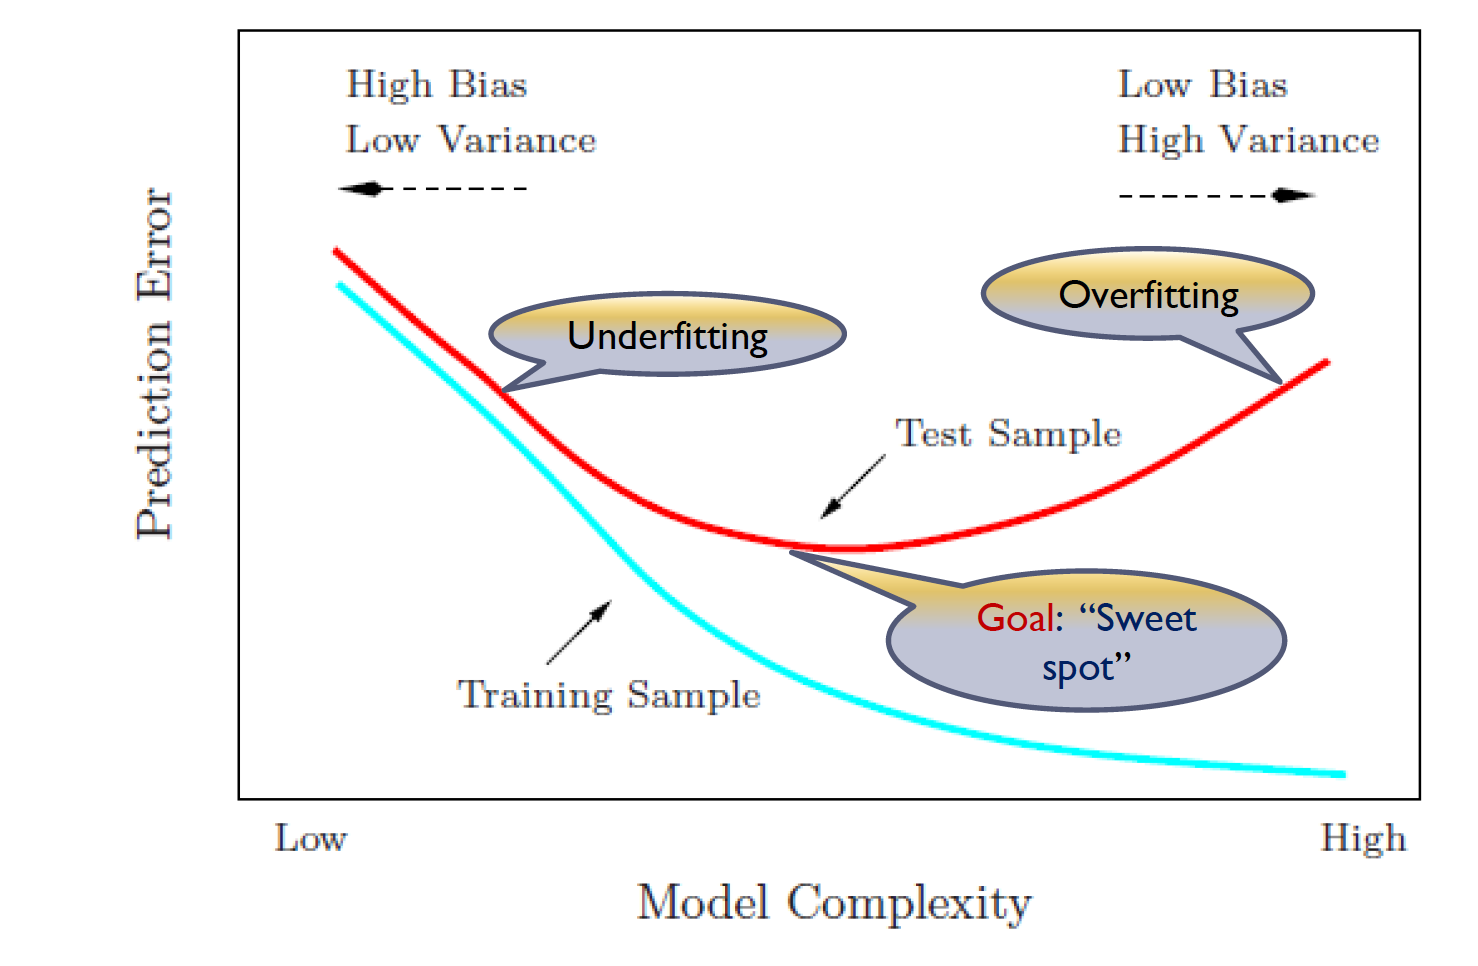 High Bias
Low Variance
Low Bias
High Variance
Prediction Error
Underfitting
Overfitting
Test Sample
Goal: “Sweet
spot”
Training Sample
Low
High
Model Complexity